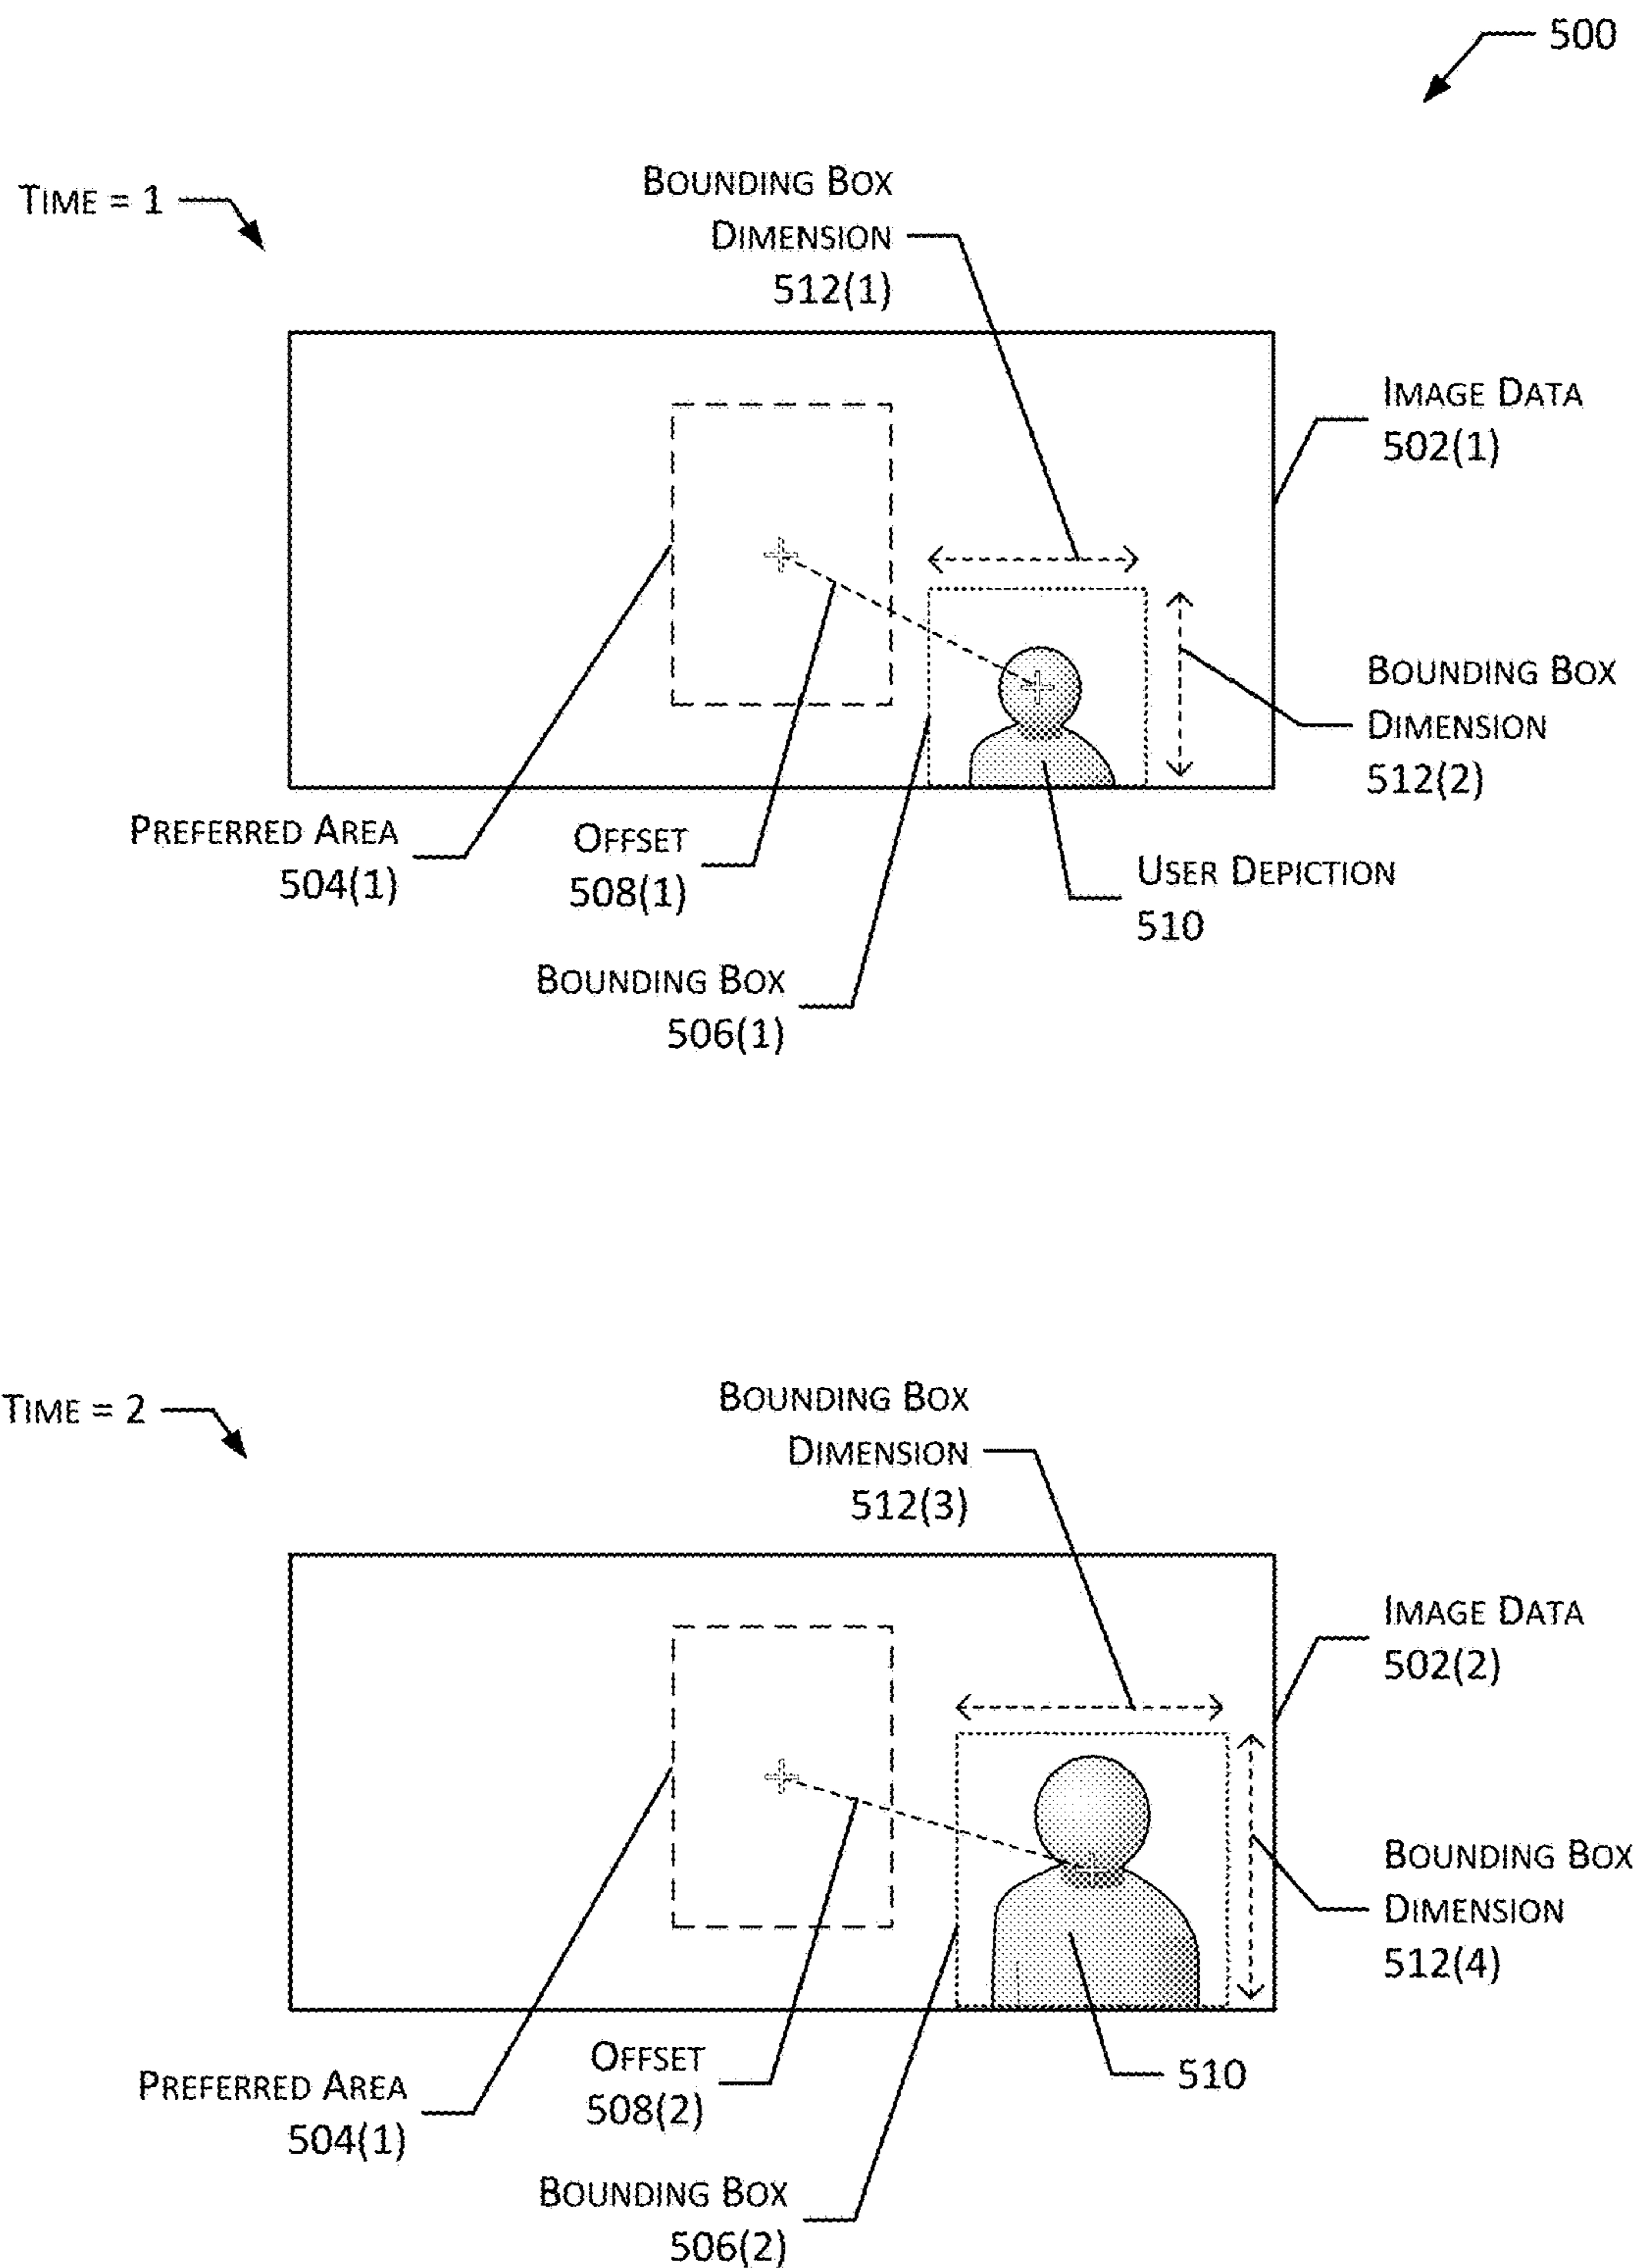 500
TIME = 1
BOUNDING BOX
DIMENSION
512(1)
IMAGE DATA
502(1)
BOUNDING BOX
DIMENSION
512(2)
PREFERRED AREA
504(1)
OFFSET
508(1)
USER DEPICTION
510
BOUNDING BOX
506(1)
TIME = 2
BOUNDING BOX
DIMENSION
512(3)
IMAGE DATA
502(2)
BOUNDING BOX
DIMENSION
512(4)
PREFERRED AREA
504(1)
OFFSET
508(2)
510
BOUNDING BOX
506(2)